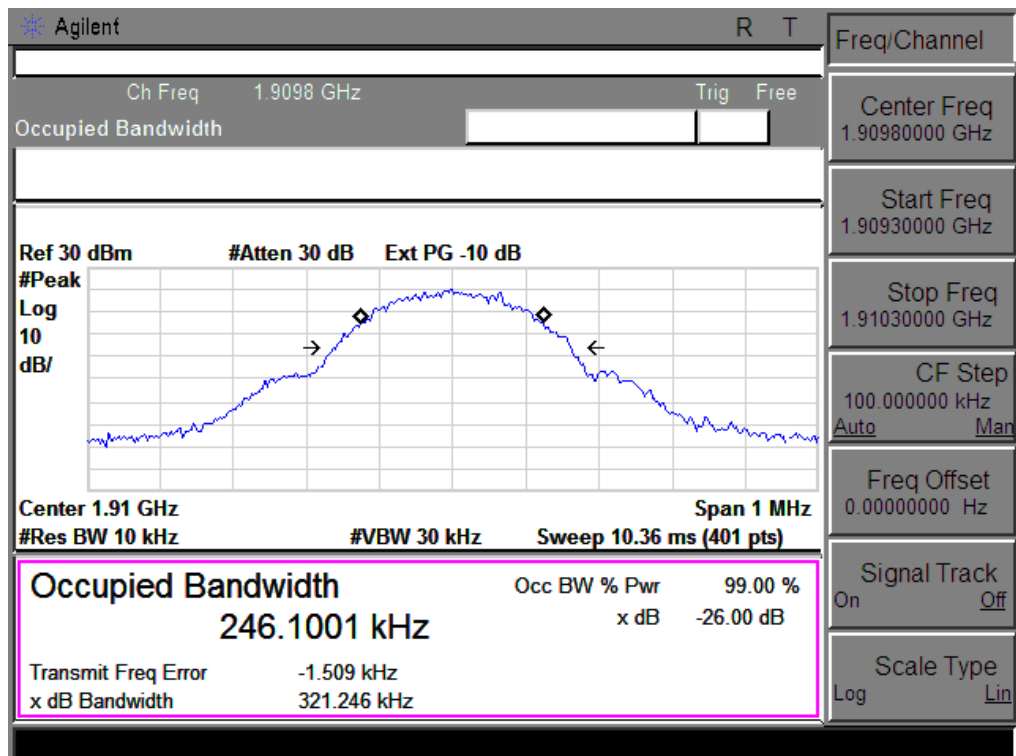 Agilent R T
Ch Freq 1.9098 GHz Trig Free
Occupied Bandwidth
Ref 30 dBm #Atten 30 dB Ext PG -10 dB
#Peak
Log
10
dB/
Center 1.91 GHz Span 1 MHz
#Res BW 10 kHz #VBW 30 kHz Sweep 10.36 ms (401 pts)
Occupied Bandwidth Occ BW % Pwr 99.00 %
246.1001 kHz x dB -26.00 dB
Transmit Freq Error -1.509 kHz
x dB Bandwidth 321.246 kHz
Freq/Channel
Center Freq
1.90980000 GHz
Start Freq
1.90930000 GHz
Stop Freq
1.91030000 GHz
CF Step
100.000000 kHz
Auto Man
Freq Offset
0.00000000 Hz
Signal Track
On Off
Scale Type
Log Lin